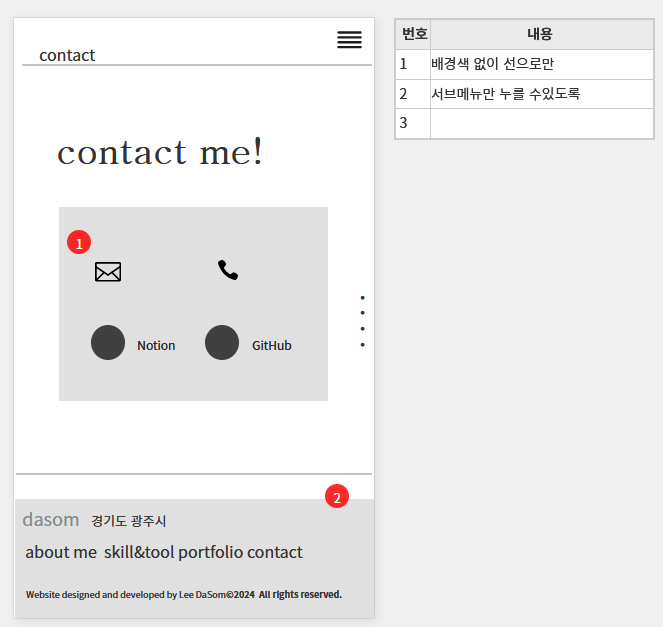 contact
contact me!
1
Notion
GitHub
2
dasom 경기도 광주시
about me skill&tool portfolio contact
Website designed and developed by Lee DaSom©2024 All rights reserved.
번호 내용
1 배경색 없이 선으로만
2 서브메뉴만 누를 수있도록
3